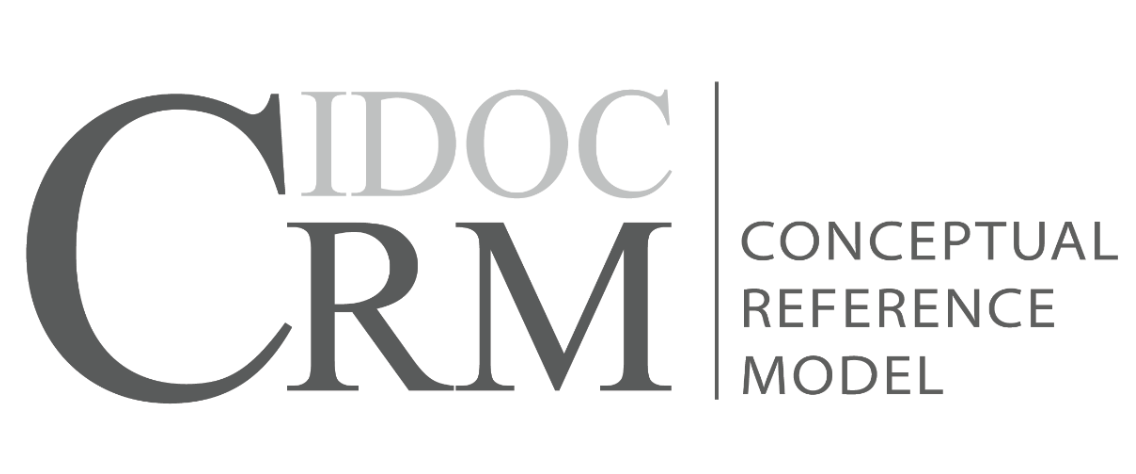 CIDOC
CRM
CONCEPTUAL
REFERENCE
MODEL